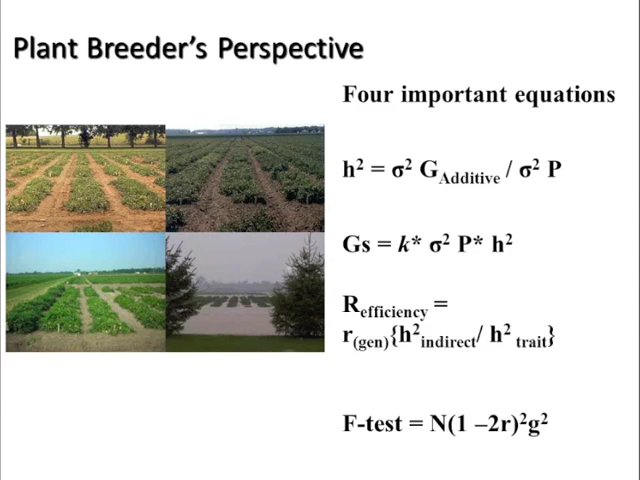 Plant Breeder's Perspective
Four important equations
h² = σ² G_Additive / σ² P
Gs = k* σ² P* h²
R_efficiency =
r_(gen){h²_indirect/ h² _trait}
F-test = N(1 –2r)²g²